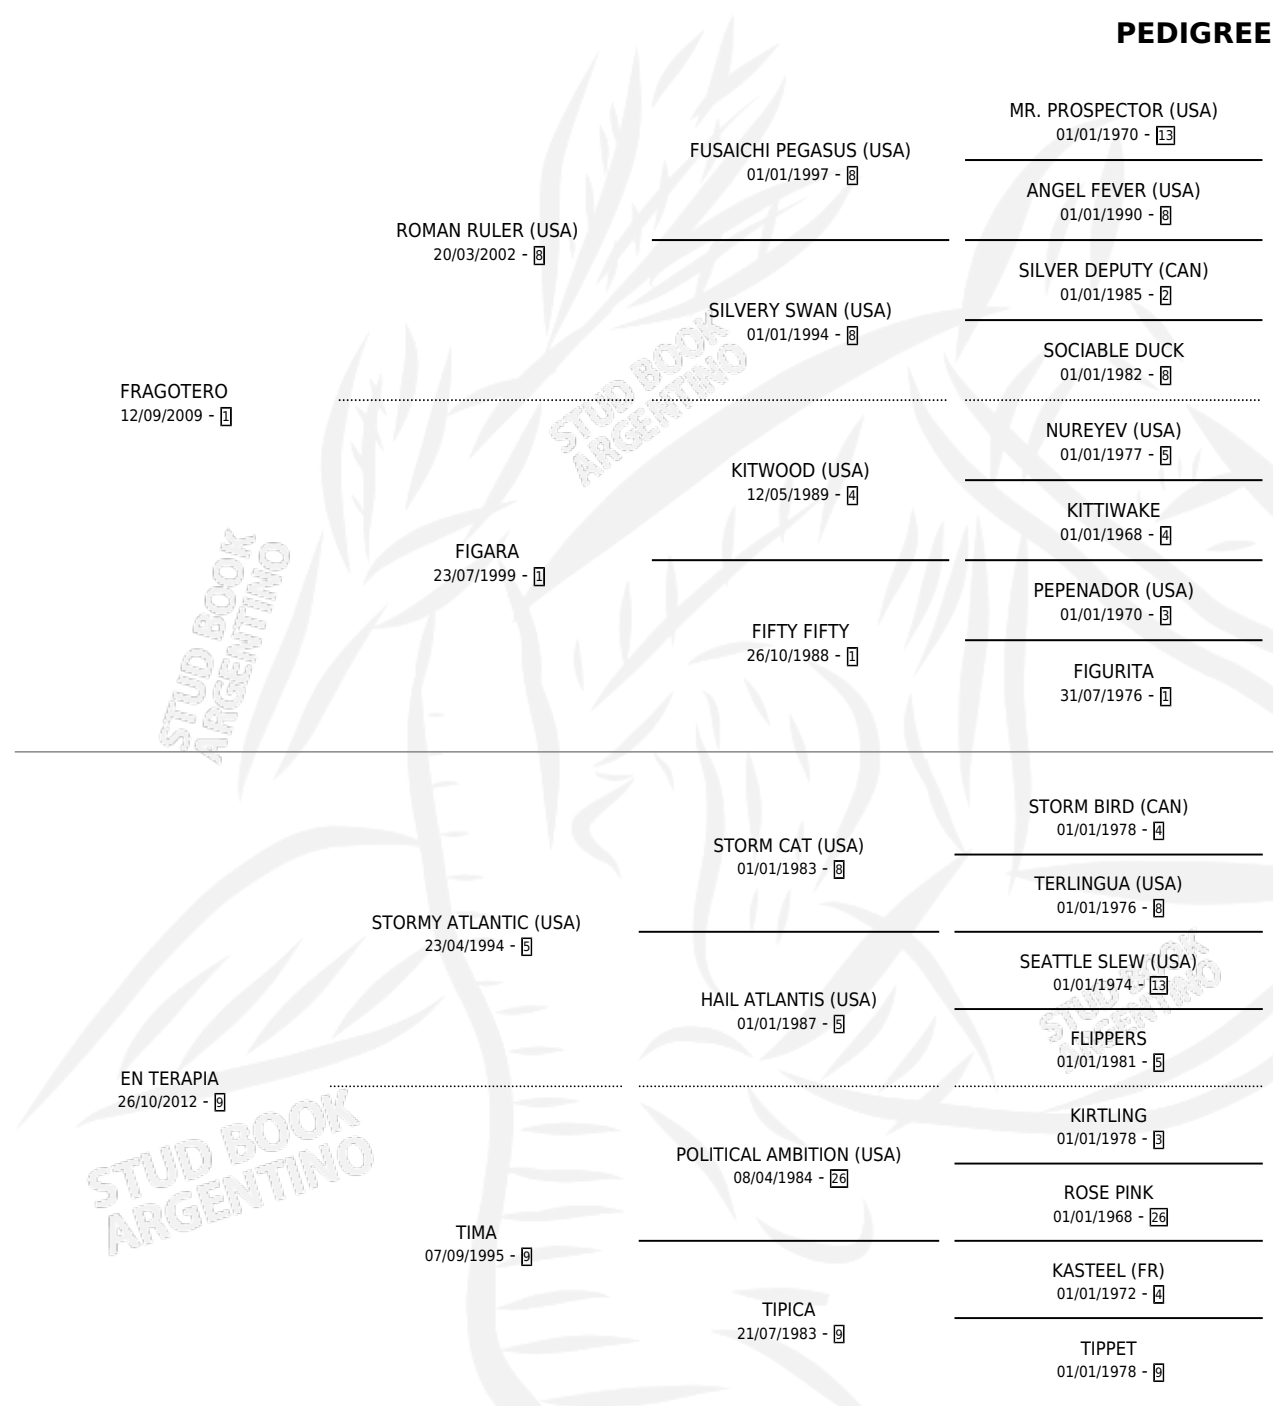 PEDIGREE
MR. PROSPECTOR (USA)
01/01/1970 - 13
FUSAICHI PEGASUS (USA)
01/01/1997 - 8
ANGEL FEVER (USA)
01/01/1990 - 8
ROMAN RULER (USA)
20/03/2002 - 8
SILVER DEPUTY (CAN)
01/01/1985 - 2
SILVERY SWAN (USA)
01/01/1994 - 8
SOCIABLE DUCK
01/01/1982 - 8
FRAGOTERO
12/09/2009 - 1
NUREYEV (USA)
01/01/1977 - 5
KITWOOD (USA)
12/05/1989 - 4
KITTIWAKE
01/01/1968 - 4
FIGARA
23/07/1999 - 1
PEPENADOR (USA)
01/01/1970 - 3
FIFTY FIFTY
26/10/1988 - 1
FIGURITA
31/07/1976 - 1
STORM BIRD (CAN)
01/01/1978 - 4
STORM CAT (USA)
01/01/1983 - 8
TERLINGUA (USA)
01/01/1976 - 8
STORMY ATLANTIC (USA)
23/04/1994 - 5
SEATTLE SLEW (USA)
01/01/1974 - 13
HAIL ATLANTIS (USA)
01/01/1987 - 5
FLIPPERS
01/01/1981 - 5
EN TERAPIA
26/10/2012 - 9
KIRTLING
01/01/1978 - 3
POLITICAL AMBITION (USA)
08/04/1984 - 26
ROSE PINK
01/01/1968 - 26
TIMA
07/09/1995 - 9
KASTEEL (FR)
01/01/1972 - 4
TIPICA
21/07/1983 - 9
TIPPET
01/01/1978 - 9
STUD BOOK
ARGENTINO
STUD BOOK
ARGENTINO
STUD BOOK
ARGENTINO
STUD BOOK
ARGENTINO